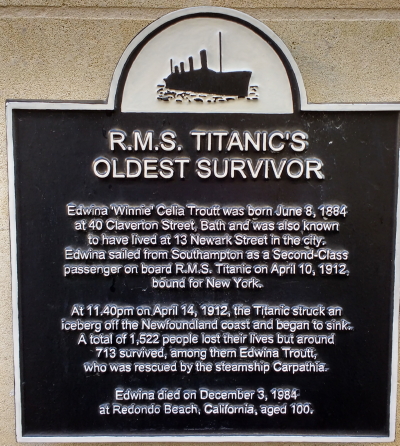 R.M.S. TITANIC'S
OLDEST SURVIVOR
Edwina 'Winnie' Celia Troutt was born June 8, 1884
at 40 Claverton Street, Bath and was also known
to have lived at 13 Newark Street in the city.
Edwina sailed from Southampton as a Second-Class
passenger on board R.M.S. Titanic on April 10, 1912,
bound for New York.
At 11.40pm on April 14, 1912, the Titanic struck an
iceberg off the Newfoundland coast and began to sink.
A total of 1,522 people lost their lives but around
713 survived, among them Edwina Troutt,
who was rescued by the steamship Carpathia.
Edwina died on December 3, 1984
at Redondo Beach, California, aged 100.